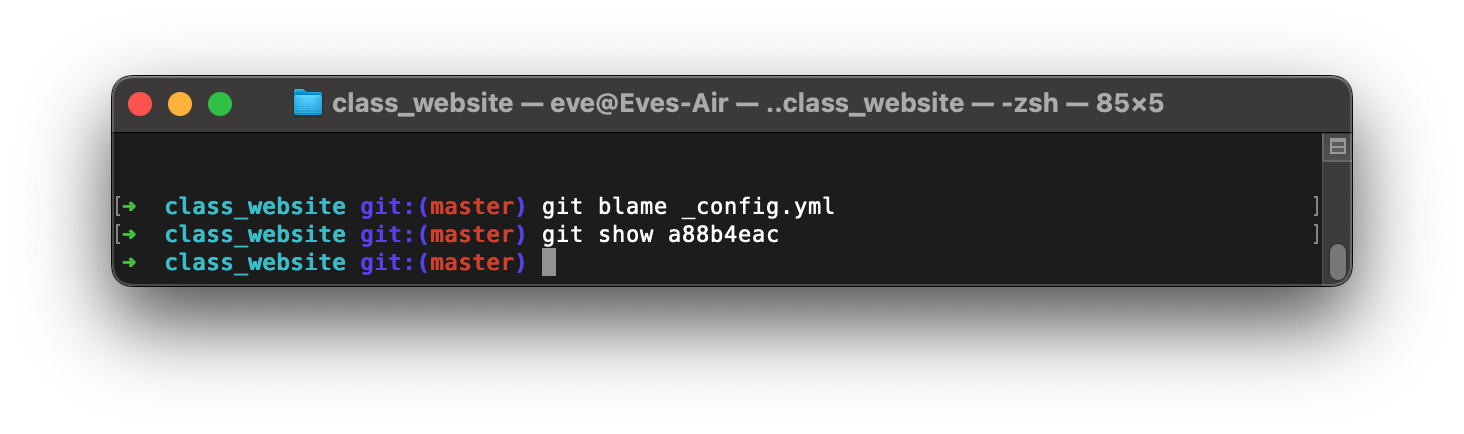 class_website — eve@Eves-Air — ..class_website — -zsh — 85×5
[➜  class_website git:(master) git blame _config.yml ]
[➜  class_website git:(master) git show a88b4eac ]
➜  class_website git:(master)